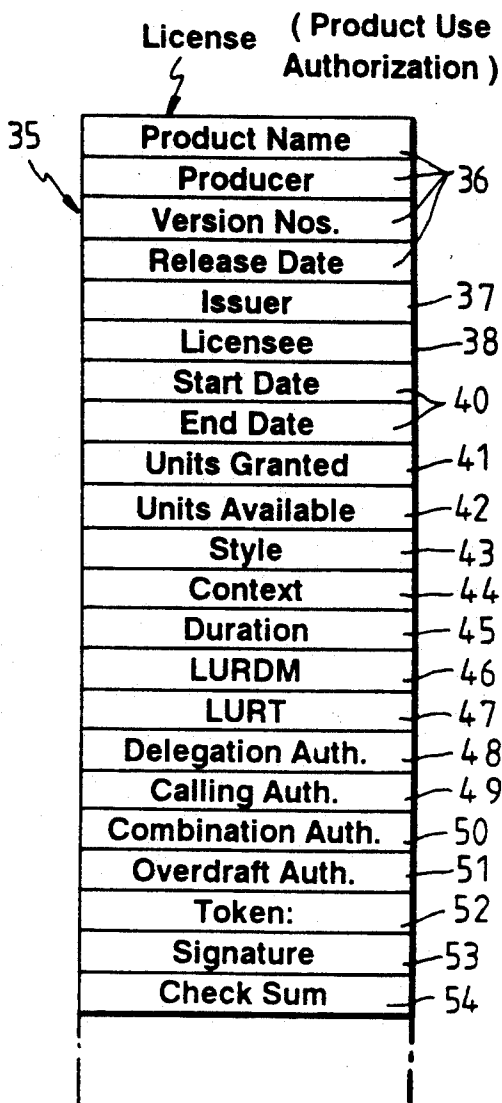 License ( Product Use
Authorization )
35
Product Name
Producer 36
Version Nos.
Release Date
Issuer 37
Licensee 38
Start Date
40
End Date
Units Granted 41
Units Available 42
Style 43
Context 44
Duration 45
LURDM 46
LURT 47
Delegation Auth. 48
Calling Auth. 49
Combination Auth. 50
Overdraft Auth. 51
Token: 52
Signature 53
Check Sum 54